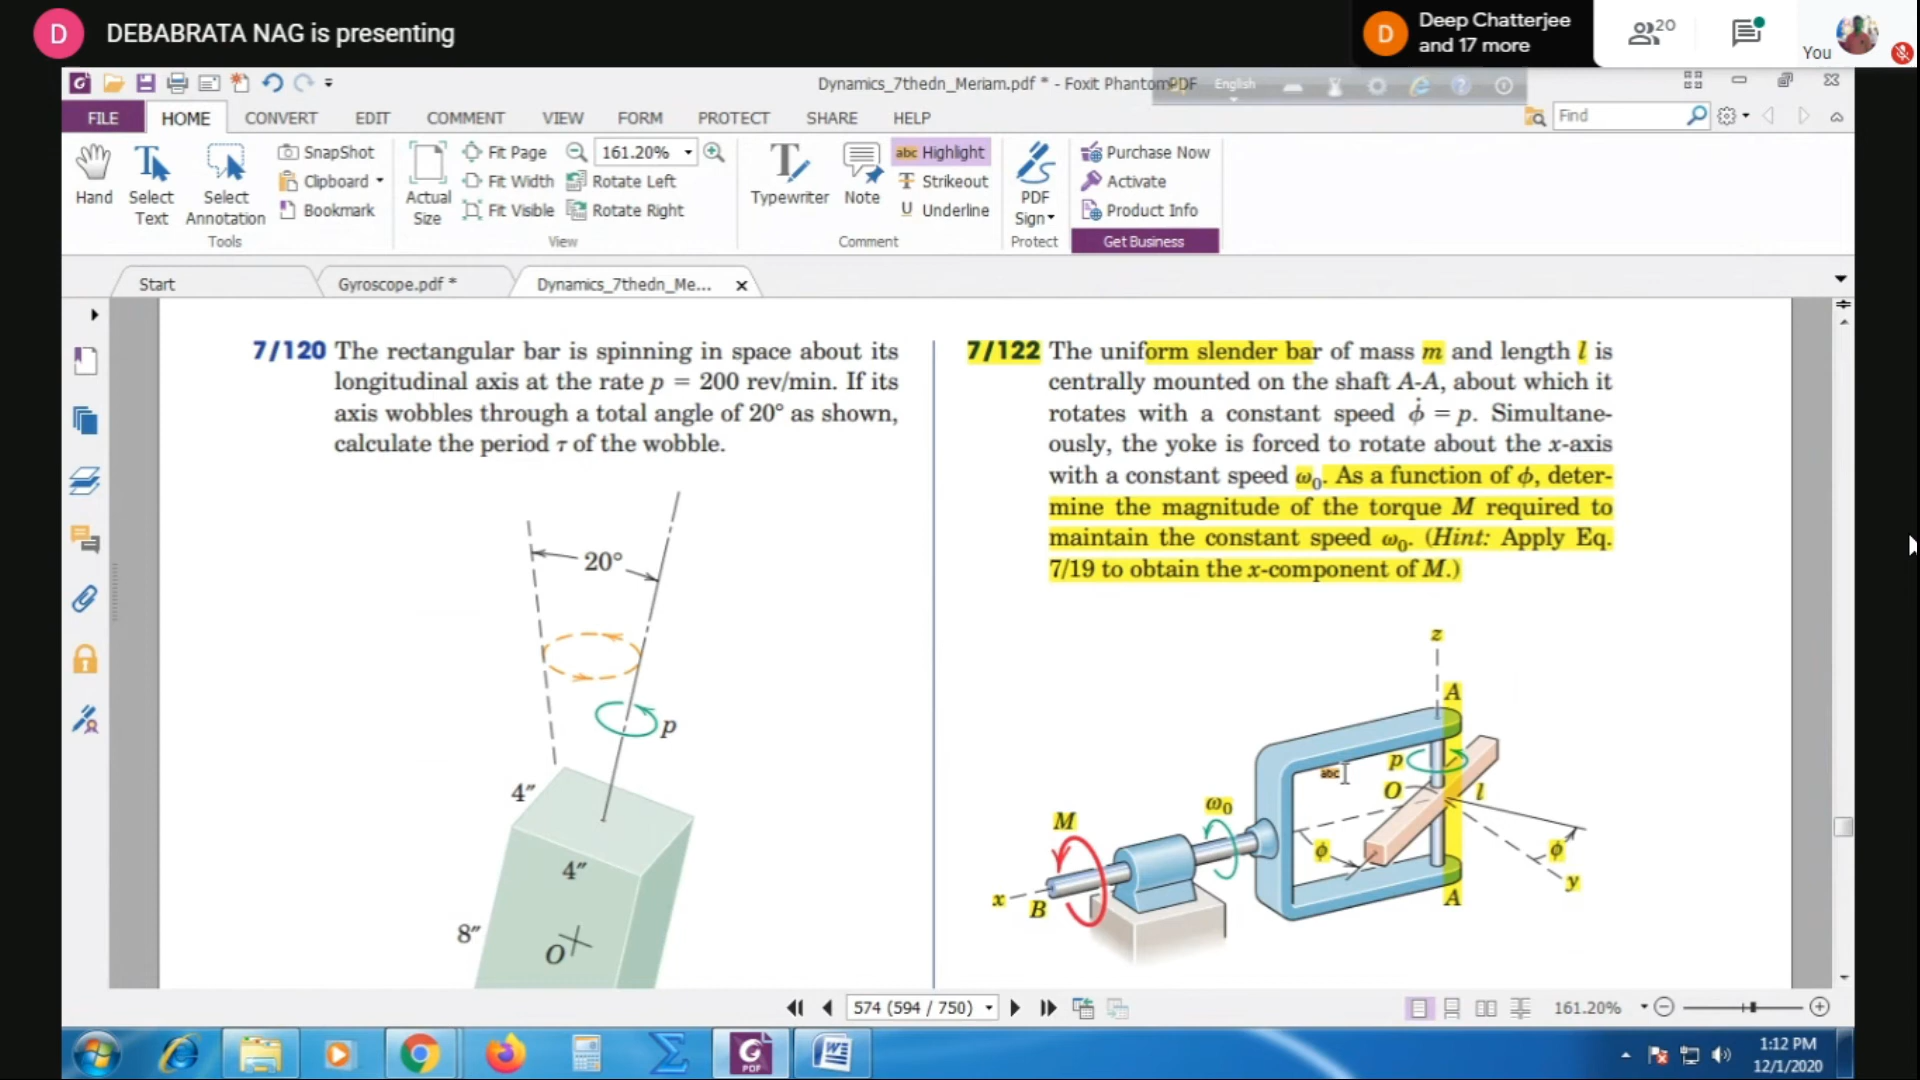 D
DEBABRATA NAG is presenting
D
Deep Chatterjee
and 17 more
20
You
Dynamics_7thedn_Meriam.pdf * - Foxit PhantomPDF
English
FILE
HOME
CONVERT
EDIT
COMMENT
VIEW
FORM
PROTECT
SHARE
HELP
Find
Hand
Select
Text
Select
Annotation
SnapShot
Clipboard
Bookmark
Tools
Actual
Size
Fit Page
Fit Width
Fit Visible
161.20%
Rotate Left
Rotate Right
View
Typewriter
Note
abc Highlight
Strikeout
Underline
Comment
PDF
Sign
Protect
Purchase Now
Activate
Product Info
Get Business
Start
Gyroscope.pdf *
Dynamics_7thedn_Me...
7/120 The rectangular bar is spinning in space about its
longitudinal axis at the rate p = 200 rev/min. If its
axis wobbles through a total angle of 20° as shown,
calculate the period τ of the wobble.
20°
p
4″
4″
8″
O
7/122 The uniform slender bar of mass m and length l is
centrally mounted on the shaft A-A, about which it
rotates with a constant speed ϕ̇ = p. Simultane-
ously, the yoke is forced to rotate about the x-axis
with a constant speed ω₀. As a function of ϕ, deter-
mine the magnitude of the torque M required to
maintain the constant speed ω₀. (Hint: Apply Eq.
7/19 to obtain the x-component of M.)
z
A
p
abc
O
l
ω₀
M
ϕ
ϕ
y
x
B
A
574 (594 / 750)
161.20%
PDF
1:12 PM
12/1/2020